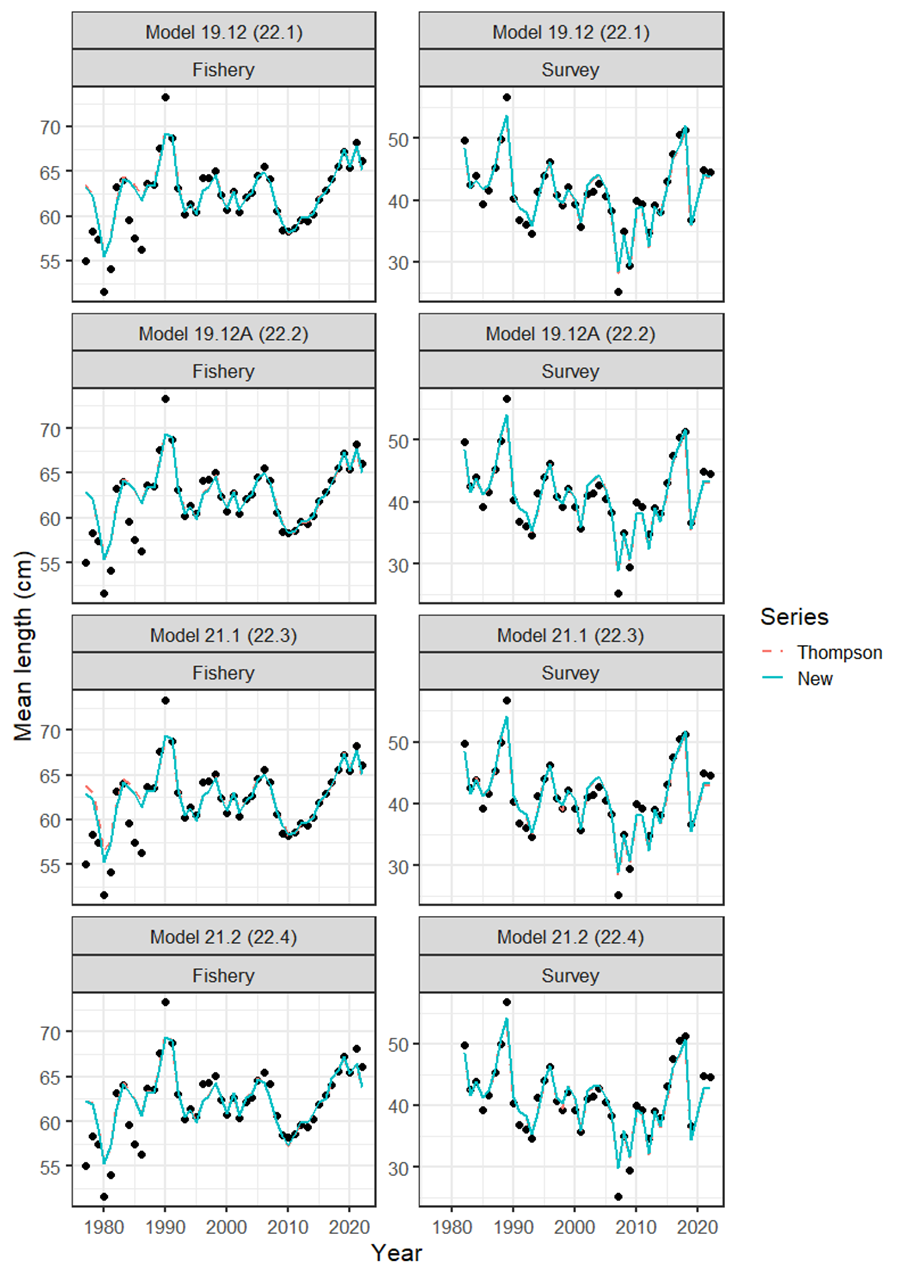 Model 19.12 (22.1)
Model 19.12 (22.1)
Fishery
Survey
70
65
60
55
50
40
30
Model 19.12A (22.2)
Model 19.12A (22.2)
Fishery
Survey
70
65
60
55
50
40
30
Model 21.1 (22.3)
Model 21.1 (22.3)
Fishery
Survey
70
65
60
55
50
40
30
Model 21.2 (22.4)
Model 21.2 (22.4)
Fishery
Survey
70
65
60
55
50
40
30
1980 1990 2000 2010 2020
1980 1990 2000 2010 2020
Year
Mean length (cm)
Series
Thompson
New